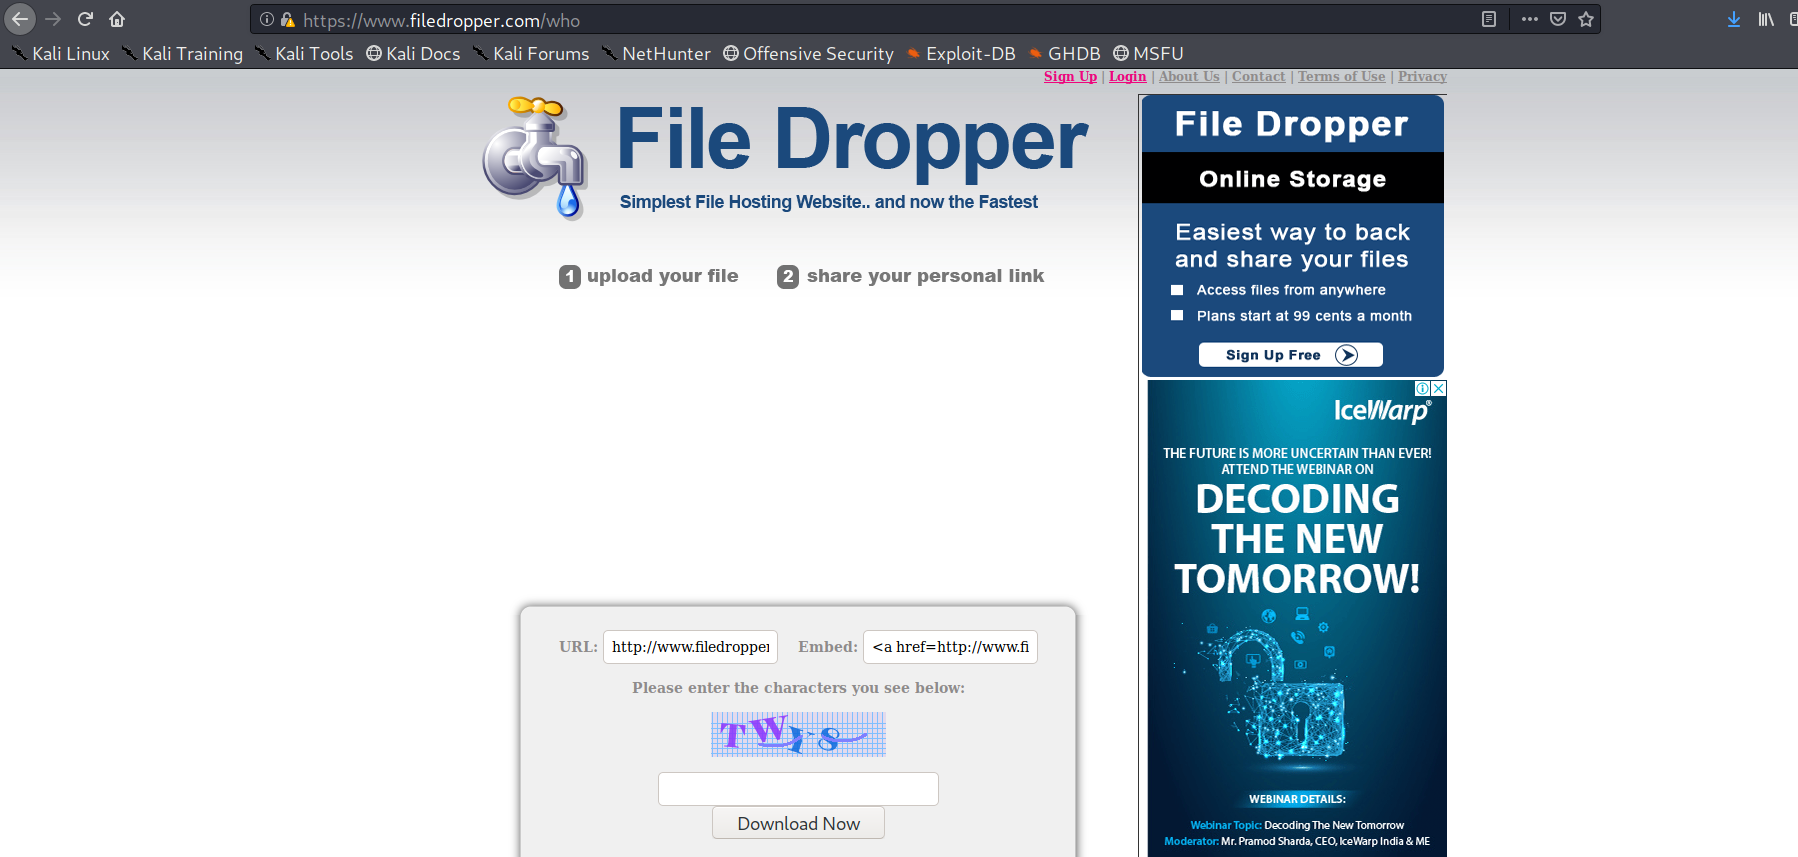 https://www.filedropper.com/who
Kali Linux Kali Training Kali Tools Kali Docs Kali Forums NetHunter Offensive Security Exploit-DB GHDB MSFU
Sign Up | Login | About Us | Contact | Terms of Use | Privacy
File Dropper
Simplest File Hosting Website.. and now the Fastest
1 upload your file 2 share your personal link
File Dropper
Online Storage
Easiest way to back
and share your files
Access files from anywhere
Plans start at 99 cents a month
Sign Up Free
IceWarp®
THE FUTURE IS MORE UNCERTAIN THAN EVER!
ATTEND THE WEBINAR ON
DECODING
THE NEW
TOMORROW!
WEBINAR DETAILS:
Webinar Topic: Decoding The New Tomorrow
Moderator: Mr. Pramod Sharda, CEO, IceWarp India & ME
URL: http://www.filedropper Embed: <a href=http://www.fi
Please enter the characters you see below:
Download Now